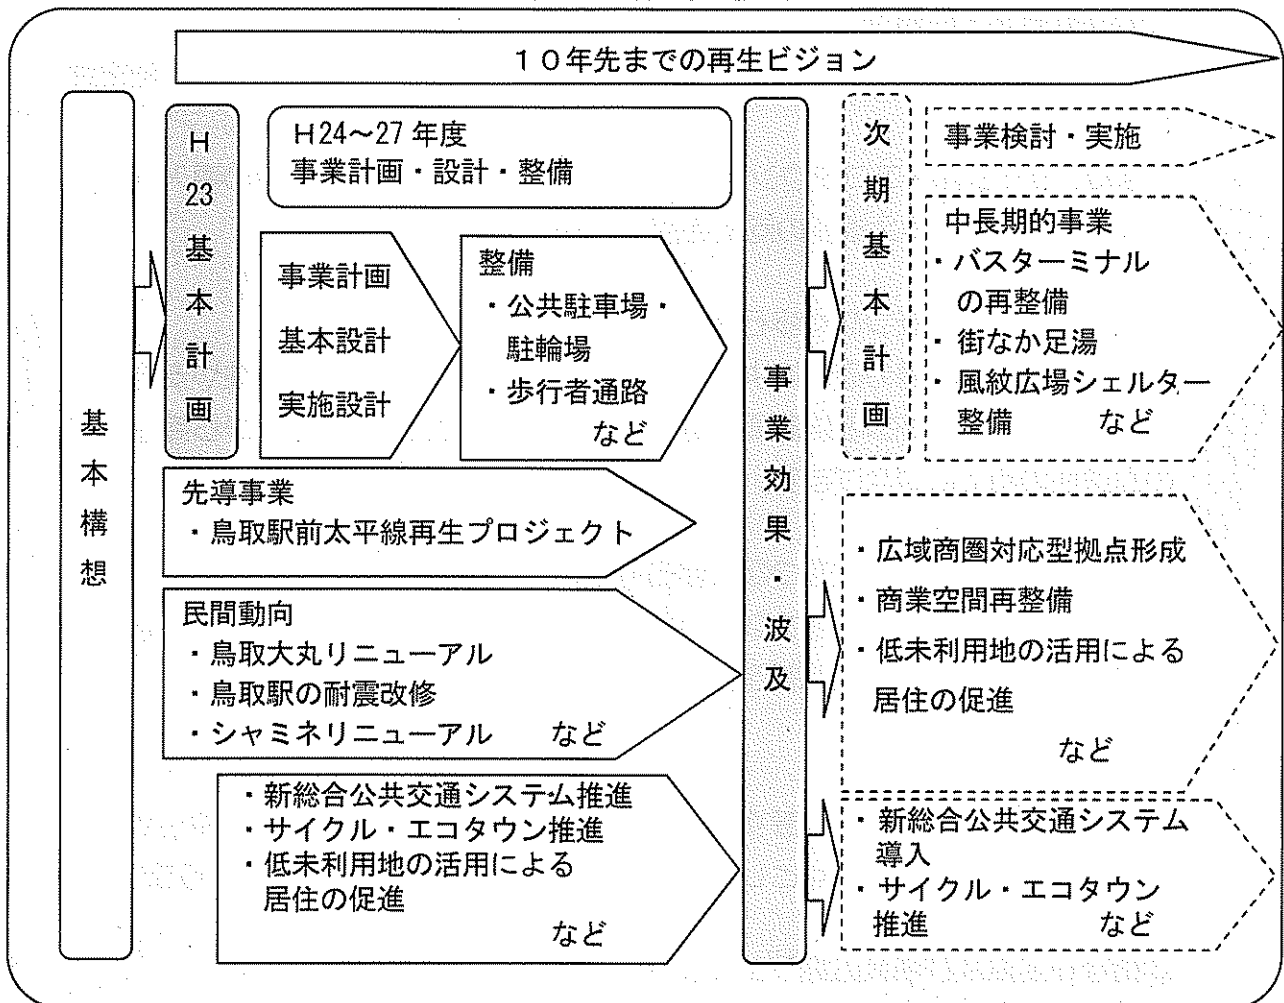 １０年先までの再生ビジョン
基本構想
H23基本計画
H24～27年度
事業計画・設計・整備
事業計画
基本設計
実施設計
整備
・公共駐車場・
駐輪場
・歩行者通路
など
先導事業
・鳥取駅前太平線再生プロジェクト
民間動向
・鳥取大丸リニューアル
・鳥取駅の耐震改修
・シャミネリニューアル　など
・新総合公共交通システム推進
・サイクル・エコタウン推進
・低未利用地の活用による
居住の促進
など
事業効果・波及
次期基本計画
事業検討・実施
中長期的事業
・バスターミナル
の再整備
・街なか足湯
・風紋広場シェルター
整備　など
・広域商圏対応型拠点形成
・商業空間再整備
・低未利用地の活用による
居住の促進
など
・新総合公共交通システム
導入
・サイクル・エコタウン
推進　など